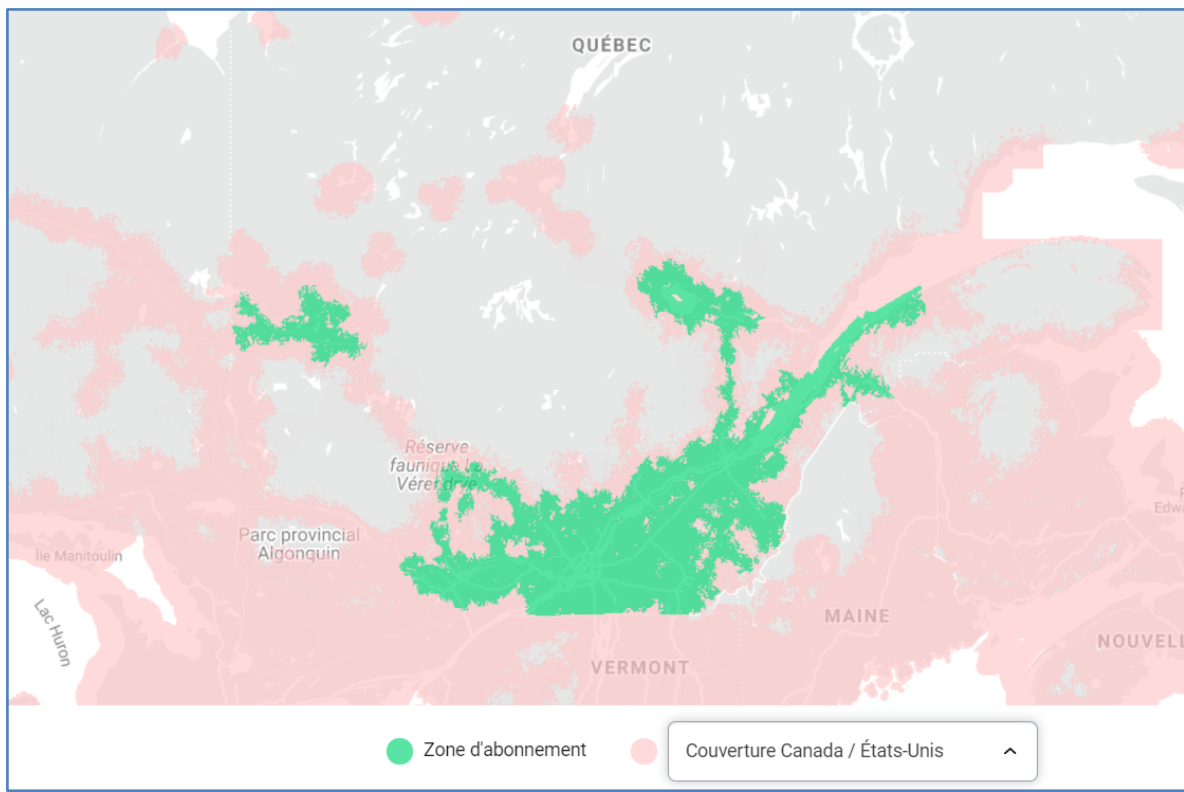 QUÉBEC
Réserve
faunique La
Vérendrye
Parc provincial
Algonquin
Île Manitoulin
Edwa
Lac Huron
MAINE
NOUVELL
VERMONT
Zone d'abonnement
Couverture Canada / États-Unis